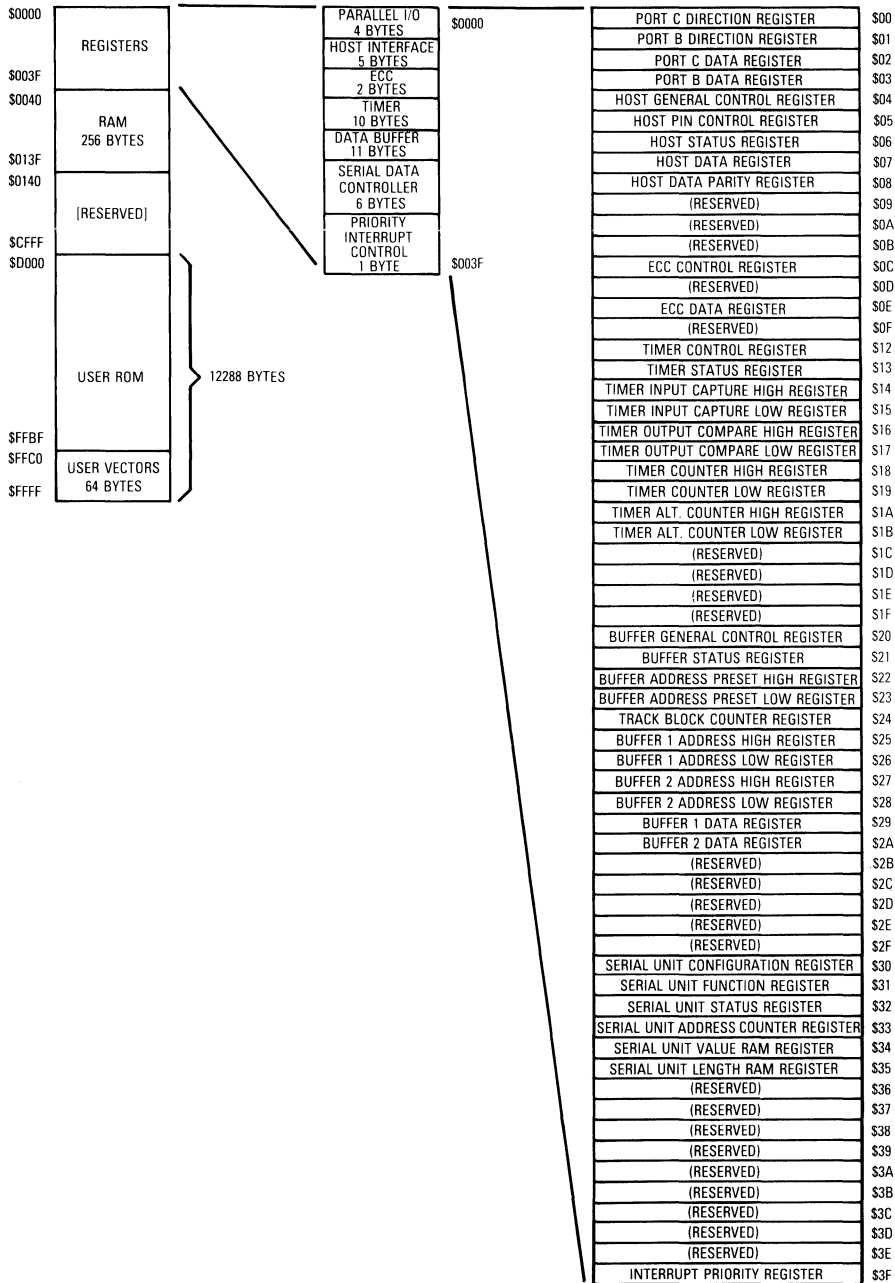 $0000
REGISTERS
$003F
$0040
RAM
256 BYTES
$013F
$0140
[RESERVED]
$CFFF
$D000
USER ROM
12288 BYTES
$FFBF
$FFC0
USER VECTORS
64 BYTES
$FFFF
PARALLEL I/O
4 BYTES
$0000
HOST INTERFACE
5 BYTES
ECC
2 BYTES
TIMER
10 BYTES
DATA BUFFER
11 BYTES
SERIAL DATA
CONTROLLER
6 BYTES
PRIORITY
INTERRUPT
CONTROL
1 BYTE
$003F
PORT C DIRECTION REGISTER $00
PORT B DIRECTION REGISTER $01
PORT C DATA REGISTER $02
PORT B DATA REGISTER $03
HOST GENERAL CONTROL REGISTER $04
HOST PIN CONTROL REGISTER $05
HOST STATUS REGISTER $06
HOST DATA REGISTER $07
HOST DATA PARITY REGISTER $08
(RESERVED) $09
(RESERVED) $0A
(RESERVED) $0B
ECC CONTROL REGISTER $0C
(RESERVED) $0D
ECC DATA REGISTER $0E
(RESERVED) $0F
TIMER CONTROL REGISTER $12
TIMER STATUS REGISTER $13
TIMER INPUT CAPTURE HIGH REGISTER $14
TIMER INPUT CAPTURE LOW REGISTER $15
TIMER OUTPUT COMPARE HIGH REGISTER $16
TIMER OUTPUT COMPARE LOW REGISTER $17
TIMER COUNTER HIGH REGISTER $18
TIMER COUNTER LOW REGISTER $19
TIMER ALT. COUNTER HIGH REGISTER $1A
TIMER ALT. COUNTER LOW REGISTER $1B
(RESERVED) $1C
(RESERVED) $1D
(RESERVED) $1E
(RESERVED) $1F
BUFFER GENERAL CONTROL REGISTER $20
BUFFER STATUS REGISTER $21
BUFFER ADDRESS PRESET HIGH REGISTER $22
BUFFER ADDRESS PRESET LOW REGISTER $23
TRACK BLOCK COUNTER REGISTER $24
BUFFER 1 ADDRESS HIGH REGISTER $25
BUFFER 1 ADDRESS LOW REGISTER $26
BUFFER 2 ADDRESS HIGH REGISTER $27
BUFFER 2 ADDRESS LOW REGISTER $28
BUFFER 1 DATA REGISTER $29
BUFFER 2 DATA REGISTER $2A
(RESERVED) $2B
(RESERVED) $2C
(RESERVED) $2D
(RESERVED) $2E
(RESERVED) $2F
SERIAL UNIT CONFIGURATION REGISTER $30
SERIAL UNIT FUNCTION REGISTER $31
SERIAL UNIT STATUS REGISTER $32
SERIAL UNIT ADDRESS COUNTER REGISTER $33
SERIAL UNIT VALUE RAM REGISTER $34
SERIAL UNIT LENGTH RAM REGISTER $35
(RESERVED) $36
(RESERVED) $37
(RESERVED) $38
(RESERVED) $39
(RESERVED) $3A
(RESERVED) $3B
(RESERVED) $3C
(RESERVED) $3D
(RESERVED) $3E
INTERRUPT PRIORITY REGISTER $3F